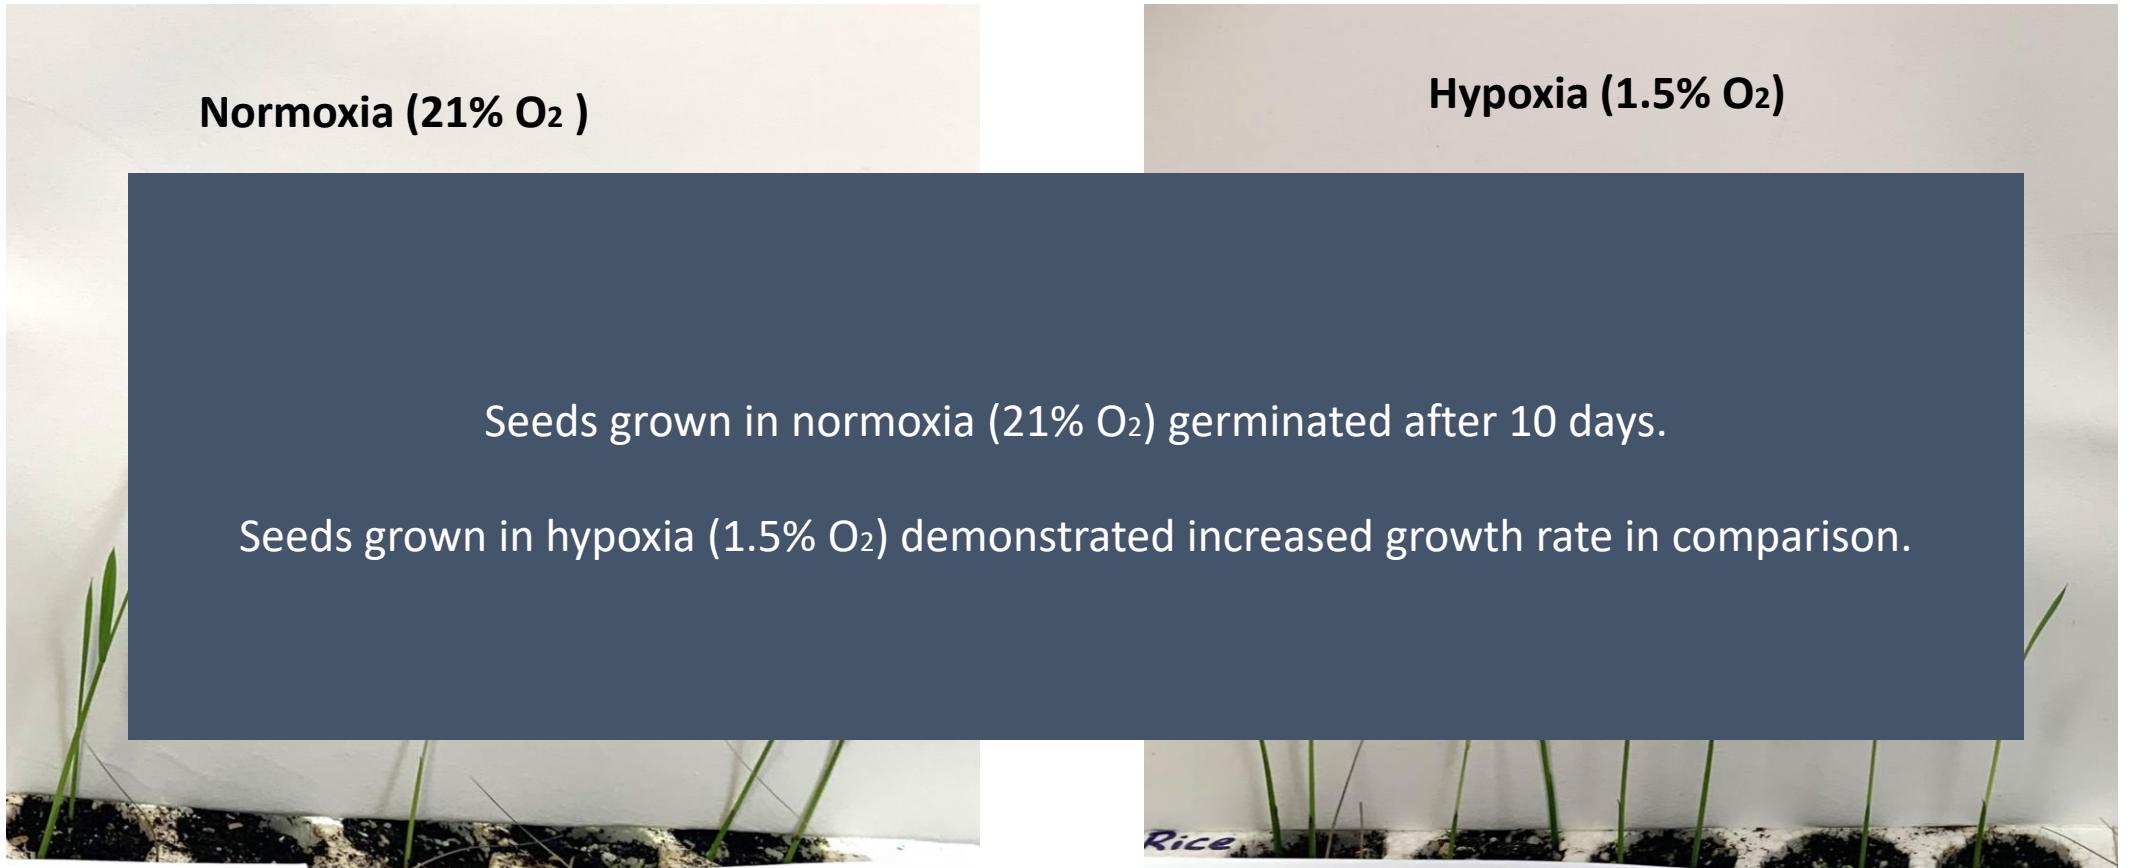 Normoxia (21% O₂ )
Hypoxia (1.5% O₂)
Seeds grown in normoxia (21% O₂) germinated after 10 days.
Seeds grown in hypoxia (1.5% O₂) demonstrated increased growth rate in comparison.
Rice